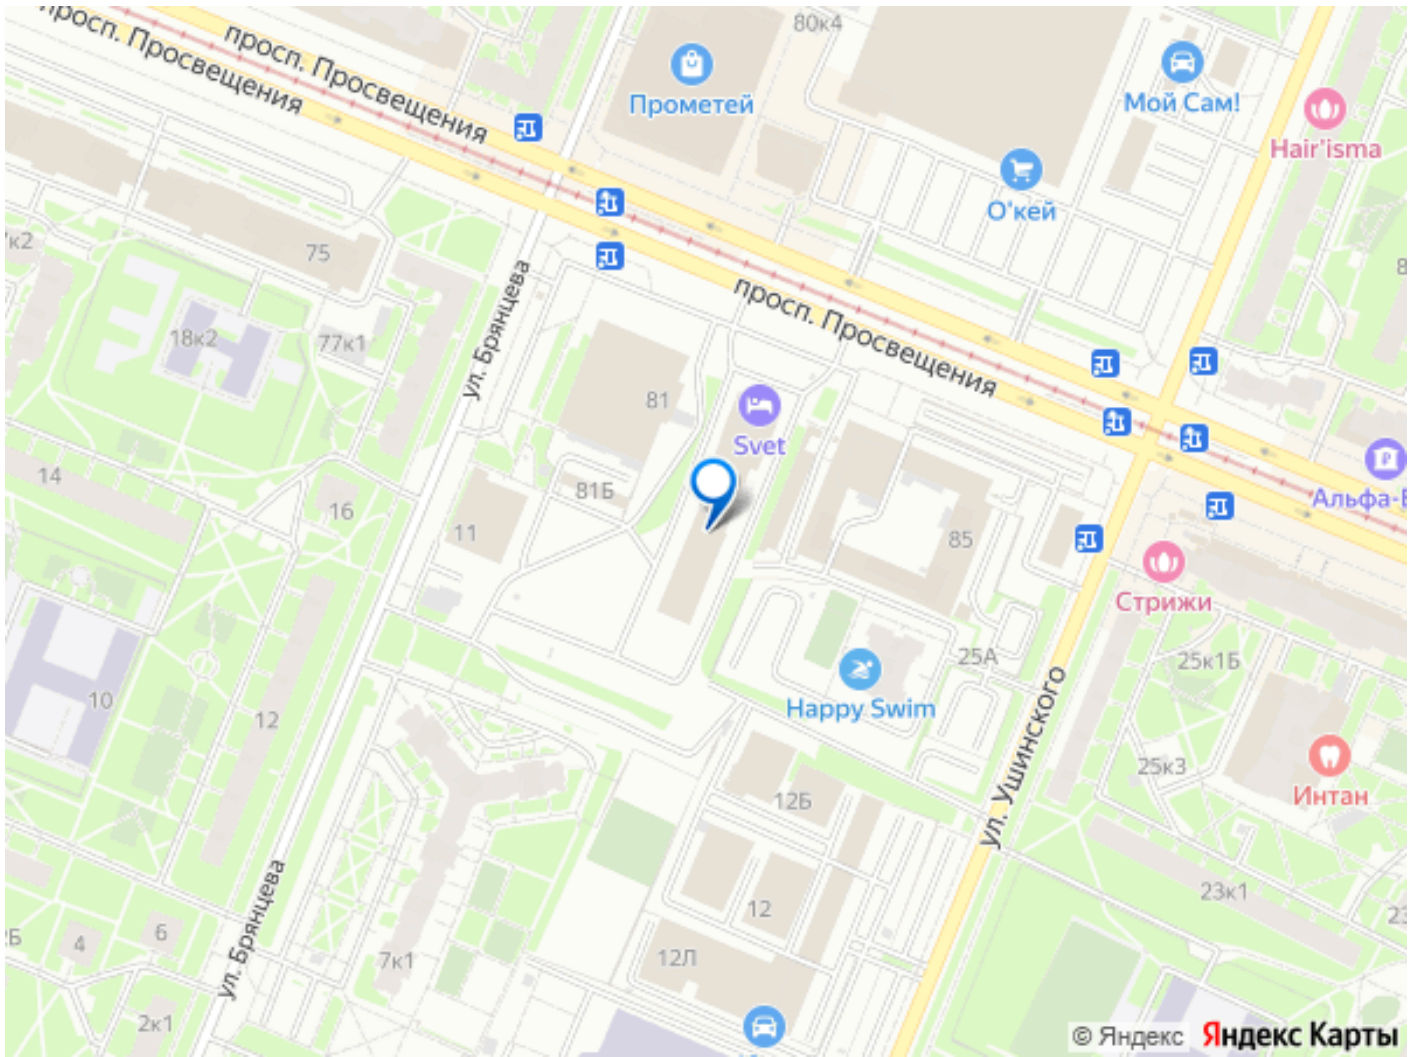 просп. Просвещения
просп. Просвещения
80к4
Прометей
Мой Сам!
Hair'isma
О'кей
75
18к2
77к1
ул. Брянцева
просп. Просвещения
81
Svet
14
16
81Б
11
85
Альфа-
Стрижи
25А
25к1Б
10
12
Happy Swim
ул. Ушинского
25к3
Интан
12Б
23к1
12
ул. Брянцева
4
6
7к1
12Л
2к1
© Яндекс
Яндекс Карты